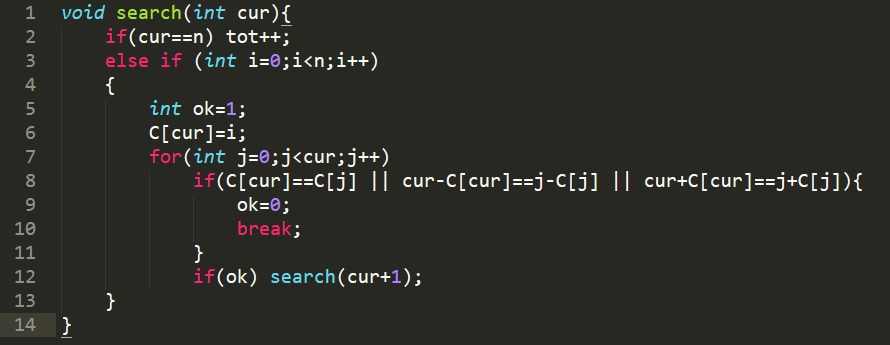 1 void search(int cur){
2 if(cur==n) tot++;
3 else if (int i=0;i<n;i++)
4 {
5 int ok=1;
6 C[cur]=i;
7 for(int j=0;j<cur;j++)
8 if(C[cur]==C[j] || cur-C[cur]==j-C[j] || cur+C[cur]==j+C[j]){
9 ok=0;
10 break;
11 }
12 if(ok) search(cur+1);
13 }
14 }